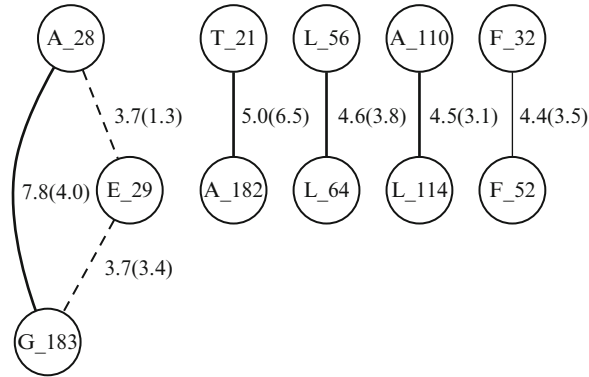 A_28 T_21 L_56 A_110 F_32
3.7(1.3) 5.0(6.5) 4.6(3.8) 4.5(3.1) 4.4(3.5)
7.8(4.0) E_29 A_182 L_64 L_114 F_52
3.7(3.4)
G_183